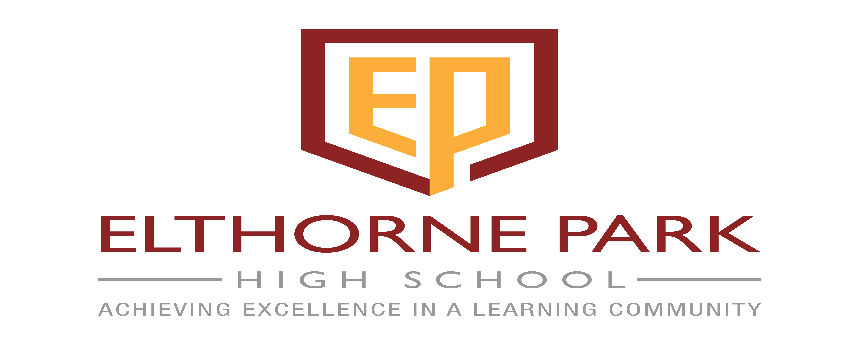 EP
ELTHORNE PARK
HIGH SCHOOL
ACHIEVING EXCELLENCE IN A LEARNING COMMUNITY